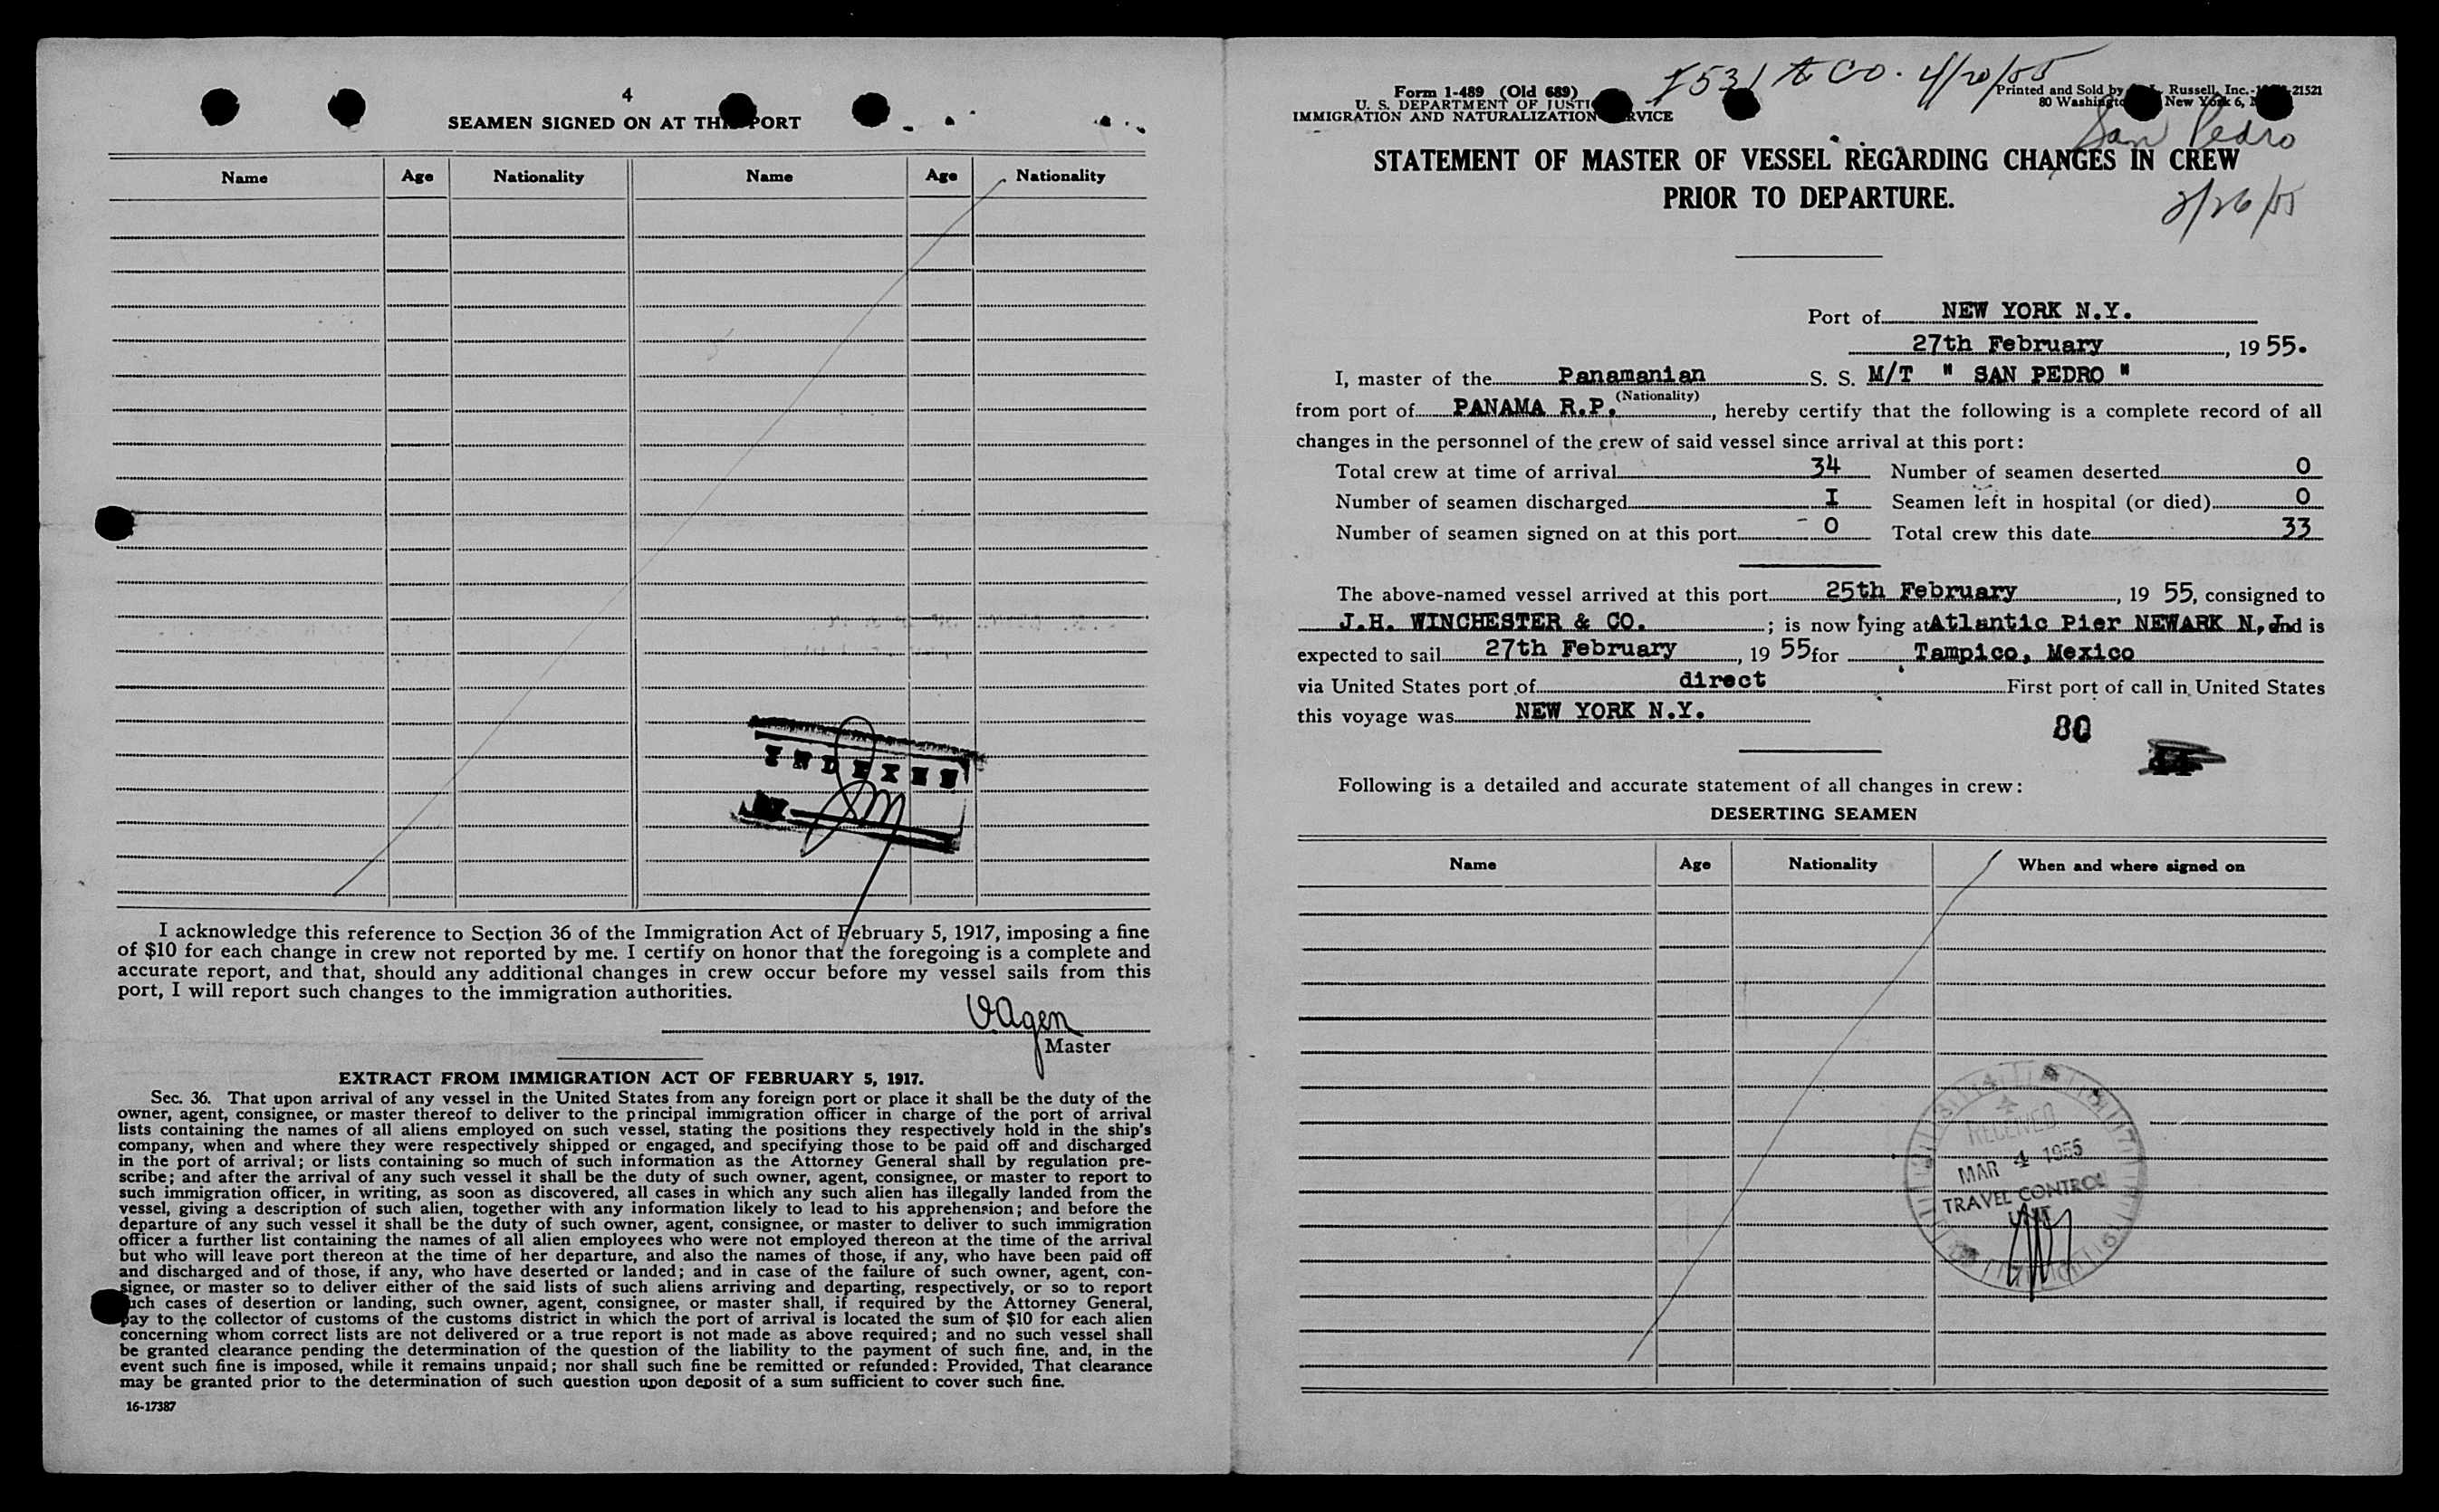 4
SEAMEN SIGNED ON AT THIS PORT
Name Age Nationality Name Age Nationality
INDEXED
I acknowledge this reference to Section 36 of the Immigration Act of February 5, 1917, imposing a fine
of $10 for each change in crew not reported by me. I certify on honor that the foregoing is a complete and
accurate report, and that, should any additional changes in crew occur before my vessel sails from this
port, I will report such changes to the immigration authorities.
V.Agen
Master
EXTRACT FROM IMMIGRATION ACT OF FEBRUARY 5, 1917.
Sec. 36. That upon arrival of any vessel in the United States from any foreign port or place it shall be the duty of the
owner, agent, consignee, or master thereof to deliver to the principal immigration officer in charge of the port of arrival
lists containing the names of all aliens employed on such vessel, stating the positions they respectively hold in the ship's
company, when and where they were respectively shipped or engaged, and specifying those to be paid off and discharged
in the port of arrival; or lists containing so much of such information as the Attorney General shall by regulation pre-
scribe; and after the arrival of any such vessel it shall be the duty of such owner, agent, consignee, or master to report to
such immigration officer, in writing, as soon as discovered, all cases in which any such alien has illegally landed from the
vessel, giving a description of such alien, together with any information likely to lead to his apprehension; and before the
departure of any such vessel it shall be the duty of such owner, agent, consignee, or master to deliver to such immigration
officer a further list containing the names of all alien employees who were not employed thereon at the time of the arrival
but who will leave port thereon at the time of her departure, and also the names of those, if any, who have been paid off
and discharged and of those, if any, who have deserted or landed; and in case of the failure of such owner, agent, con-
signee, or master so to deliver either of the said lists of such aliens arriving and departing, respectively, or so to report
such cases of desertion or landing, such owner, agent, consignee, or master shall, if required by the Attorney General,
pay to the collector of customs of the customs district in which the port of arrival is located the sum of $10 for each alien
concerning whom correct lists are not delivered or a true report is not made as above required; and no such vessel shall
be granted clearance pending the determination of the question of the liability to the payment of such fine, and, in the
event such fine is imposed, while it remains unpaid; nor shall such fine be remitted or refunded: Provided, That clearance
may be granted prior to the determination of such question upon deposit of a sum sufficient to cover such fine.
16-17387
Form 1-489 (Old 689)
U. S. DEPARTMENT OF JUSTICE
IMMIGRATION AND NATURALIZATION SERVICE
I531 to CO. 4/20/55
Printed and Sold by Russell, Inc. 21521
80 Washington New York 6,
San Pedro
2/26/55
STATEMENT OF MASTER OF VESSEL REGARDING CHANGES IN CREW
PRIOR TO DEPARTURE.
Port of NEW YORK N.Y.
27th February, 19 55.
I, master of the Panamanian S. S. M/T " SAN PEDRO "
(Nationality)
from port of PANAMA R.P., hereby certify that the following is a complete record of all
changes in the personnel of the crew of said vessel since arrival at this port:
Total crew at time of arrival 34 Number of seamen deserted 0
Number of seamen discharged I Seamen left in hospital (or died) 0
Number of seamen signed on at this port 0 Total crew this date 33
The above-named vessel arrived at this port 25th February, 19 55, consigned to
J.H. WINCHESTER & CO. ; is now lying at Atlantic Pier NEWARK N.J. and is
expected to sail 27th February, 19 55 for Tampico, Mexico
via United States port of direct First port of call in United States
this voyage was NEW YORK N.Y.
80
Following is a detailed and accurate statement of all changes in crew:
DESERTING SEAMEN
Name Age Nationality When and where signed on
RECEIVED
MAR 4 1955
TRAVEL CONTROL
UNIT